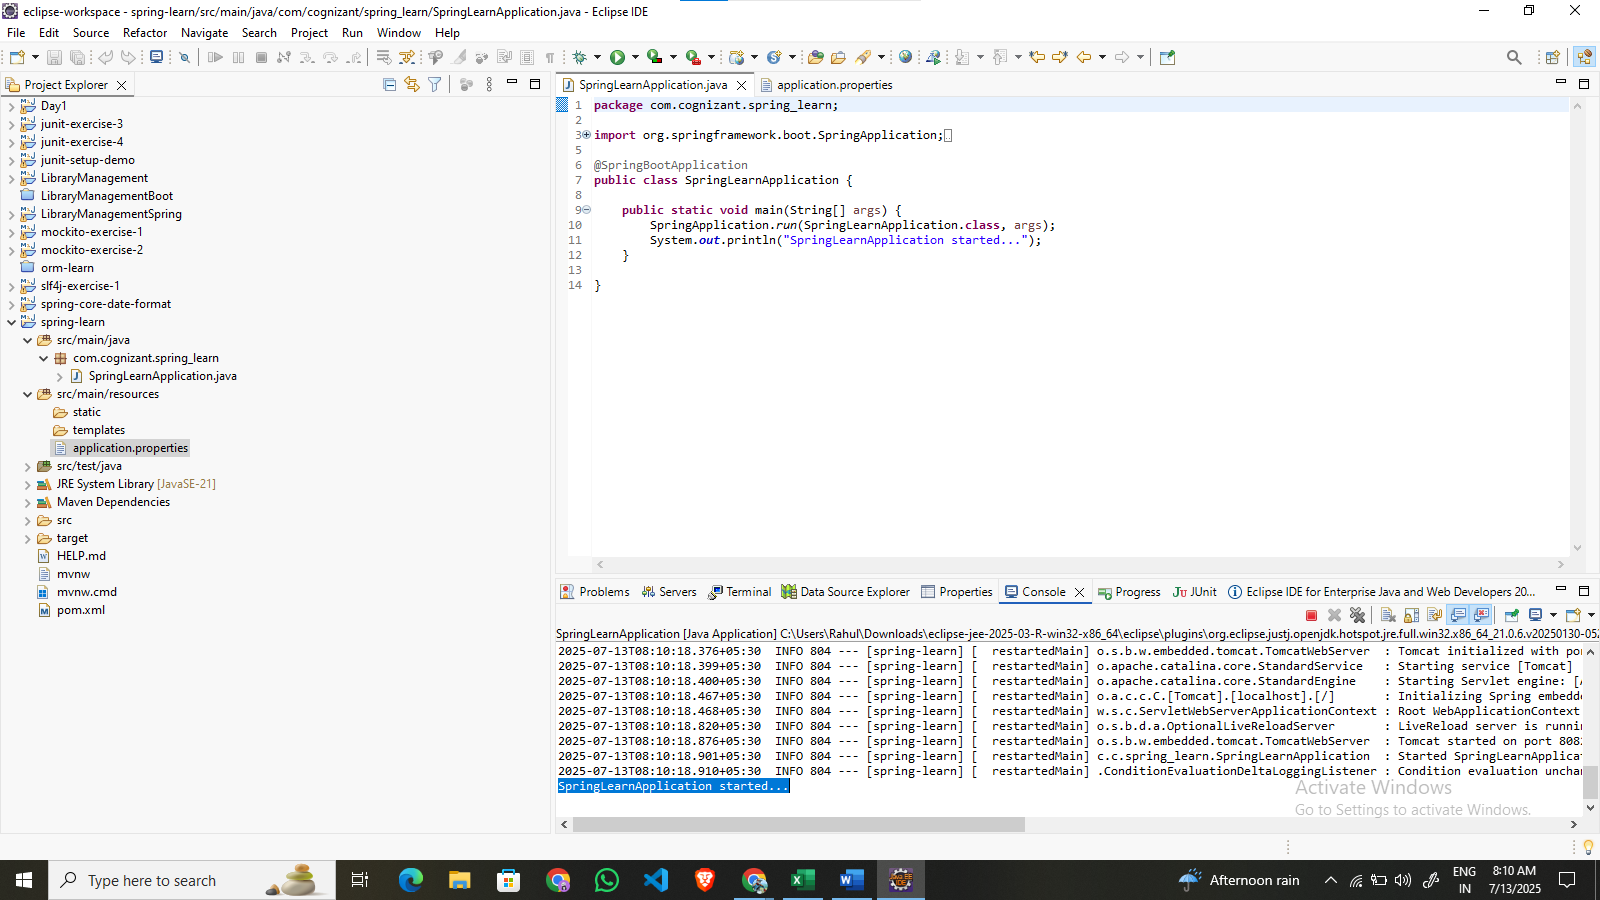 eclipse-workspace - spring-learn/src/main/java/com/cognizant/spring_learn/SpringLearnApplication.java - Eclipse IDE
File Edit Source Refactor Navigate Search Project Run Window Help
Project Explorer
Day1
junit-exercise-3
junit-exercise-4
junit-setup-demo
LibraryManagement
LibraryManagementBoot
LibraryManagementSpring
mockito-exercise-1
mockito-exercise-2
orm-learn
slf4j-exercise-1
spring-core-date-format
spring-learn
src/main/java
com.cognizant.spring_learn
SpringLearnApplication.java
src/main/resources
static
templates
application.properties
src/test/java
JRE System Library [JavaSE-21]
Maven Dependencies
src
target
HELP.md
mvnw
mvnw.cmd
pom.xml
SpringLearnApplication.java application.properties
1 package com.cognizant.spring_learn;
2
3 import org.springframework.boot.SpringApplication;
5
6 @SpringBootApplication
7 public class SpringLearnApplication {
8
9 public static void main(String[] args) {
10 SpringApplication.run(SpringLearnApplication.class, args);
11 System.out.println("SpringLearnApplication started...");
12 }
13
14 }
Problems Servers Terminal Data Source Explorer Properties Console Progress JUnit Eclipse IDE for Enterprise Java and Web Developers 20...
SpringLearnApplication [Java Application] C:\Users\Rahul\Downloads\eclipse-jee-2025-03-R-win32-x86_64\eclipse\plugins\org.eclipse.justj.openjdk.hotspot.jre.full.win32.x86_64_21.0.6.v20250130-05
2025-07-13T08:10:18.376+05:30 INFO 804 --- [spring-learn] [ restartedMain] o.s.b.w.embedded.tomcat.TomcatWebServer : Tomcat initialized with po
2025-07-13T08:10:18.399+05:30 INFO 804 --- [spring-learn] [ restartedMain] o.apache.catalina.core.StandardService : Starting service [Tomcat]
2025-07-13T08:10:18.400+05:30 INFO 804 --- [spring-learn] [ restartedMain] o.apache.catalina.core.StandardEngine : Starting Servlet engine: [
2025-07-13T08:10:18.467+05:30 INFO 804 --- [spring-learn] [ restartedMain] o.a.c.c.C.[Tomcat].[localhost].[/] : Initializing Spring embedd
2025-07-13T08:10:18.468+05:30 INFO 804 --- [spring-learn] [ restartedMain] w.s.c.ServletWebServerApplicationContext : Root WebApplicationContext
2025-07-13T08:10:18.820+05:30 INFO 804 --- [spring-learn] [ restartedMain] o.s.b.d.a.OptionalLiveReloadServer : LiveReload server is runni
2025-07-13T08:10:18.876+05:30 INFO 804 --- [spring-learn] [ restartedMain] o.s.b.w.embedded.tomcat.TomcatWebServer : Tomcat started on port 808
2025-07-13T08:10:18.901+05:30 INFO 804 --- [spring-learn] [ restartedMain] c.c.spring_learn.SpringLearnApplication : Started SpringLearnApplicat
2025-07-13T08:10:18.910+05:30 INFO 804 --- [spring-learn] [ restartedMain] .ConditionEvaluationDeltaLoggingListener : Condition evaluation unchan
SpringLearnApplication started...
Activate Windows
Go to Settings to activate Windows.
Type here to search
Afternoon rain
ENG
IN
8:10 AM
7/13/2025